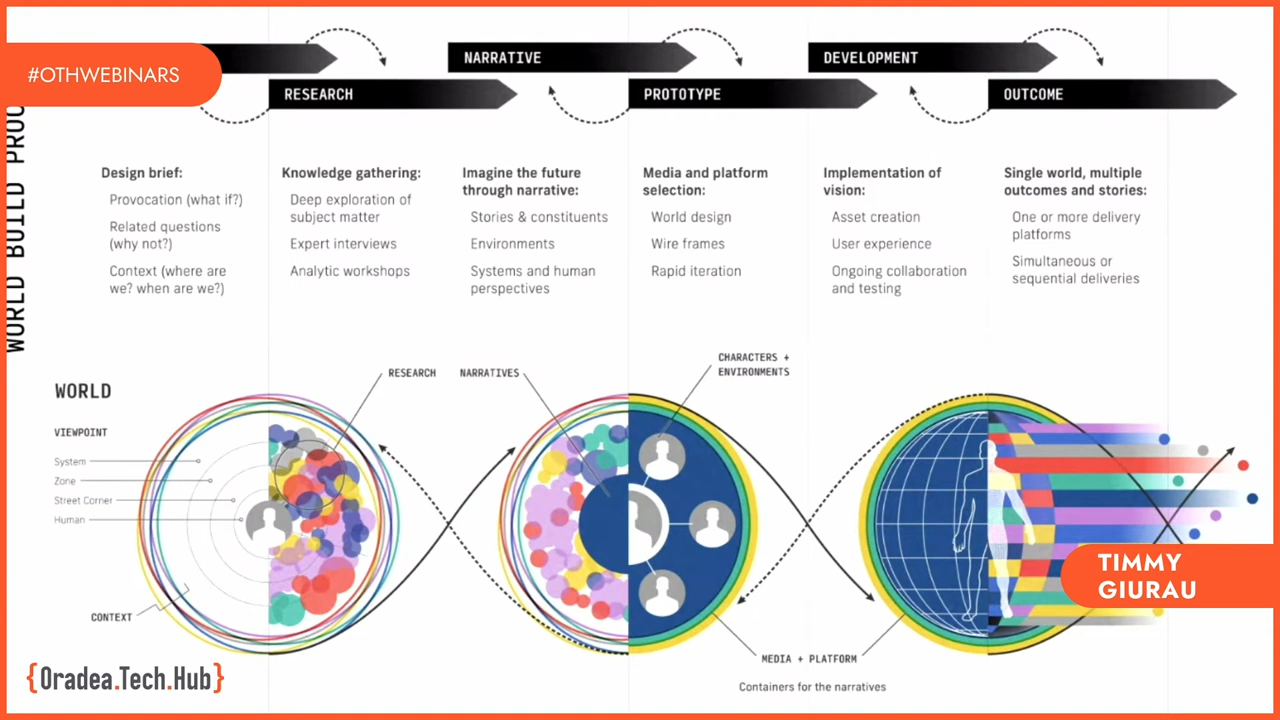 #OTHWEBINARS
NARRATIVE
DEVELOPMENT
RESEARCH
PROTOTYPE
OUTCOME
WORLD BUILD
Design brief:
Provocation (what if?)
Related questions
(why not?)
Context (where are
we? when are we?)
Knowledge gathering:
Deep exploration of
subject matter
Expert interviews
Analytic workshops
Imagine the future
through narrative:
Stories & constituents
Environments
Systems and human
perspectives
Media and platform
selection:
World design
Wire frames
Rapid iteration
Implementation of
vision:
Asset creation
User experience
Ongoing collaboration
and testing
Single world, multiple
outcomes and stories:
One or more delivery
platforms
Simultaneous or
sequential deliveries
WORLD
VIEWPOINT
System
Zone
Street Corner
Human
CONTEXT
RESEARCH
NARRATIVES
CHARACTERS +
ENVIRONMENTS
MEDIA + PLATFORM
Containers for the narratives
TIMMY
GIURAU
{Oradea.Tech.Hub}